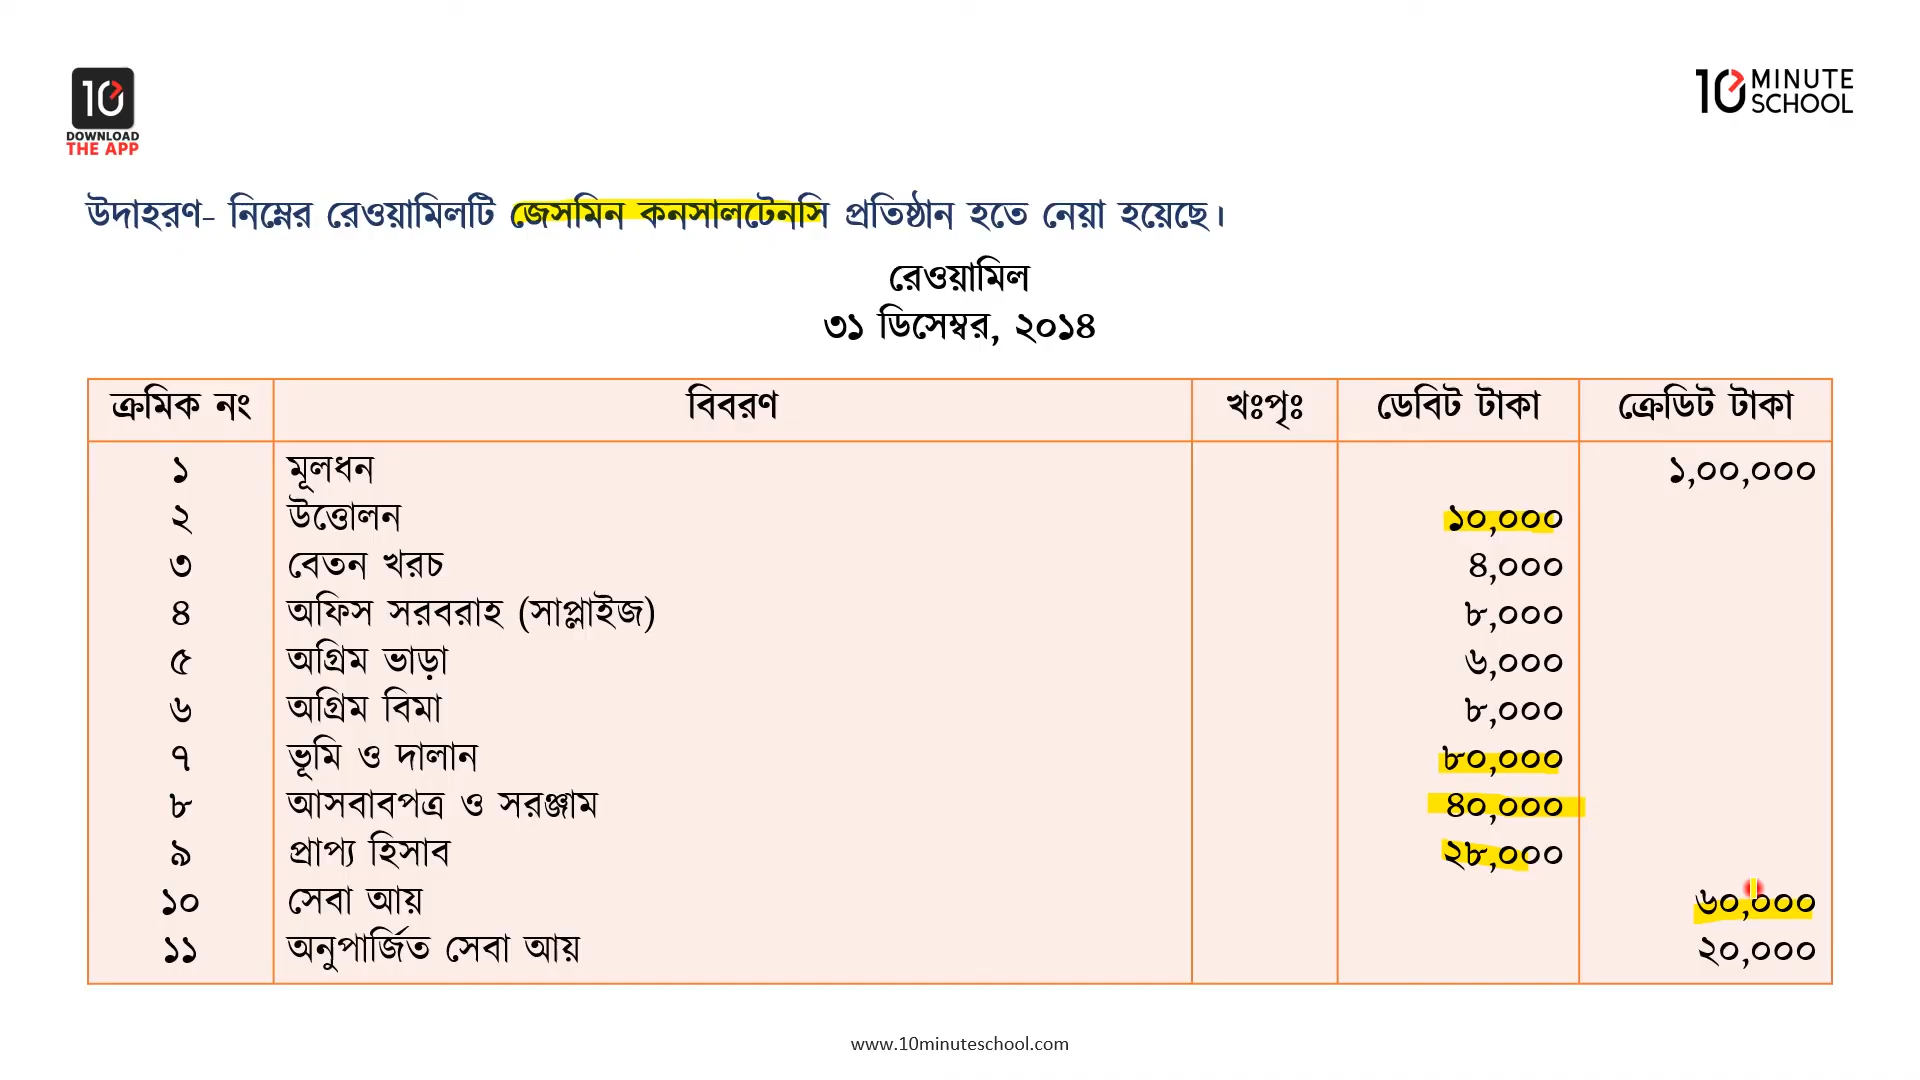 10
DOWNLOAD
THE APP
10 MINUTE
SCHOOL
উদাহরণ- নিম্নের রেওয়ামিলটি জেসমিন কনসালটেনসি প্রতিষ্ঠান হতে নেয়া হয়েছে।
রেওয়ামিল
৩১ ডিসেম্বর, ২০১৪
ক্রমিক নং বিবরণ খঃপৃঃ ডেবিট টাকা ক্রেডিট টাকা
১ মূলধন ১,০০,০০০
২ উত্তোলন ১০,০০০
৩ বেতন খরচ ৪,০০০
৪ অফিস সরবরাহ (সাপ্লাইজ) ৮,০০০
৫ অগ্রিম ভাড়া ৬,০০০
৬ অগ্রিম বিমা ৮,০০০
৭ ভূমি ও দালান ৮০,০০০
৮ আসবাবপত্র ও সরঞ্জাম ৪০,০০০
৯ প্রাপ্য হিসাব ২৮,০০০
১০ সেবা আয় ৬০,০০০
১১ অনুপার্জিত সেবা আয় ২০,০০০
www.10minuteschool.com